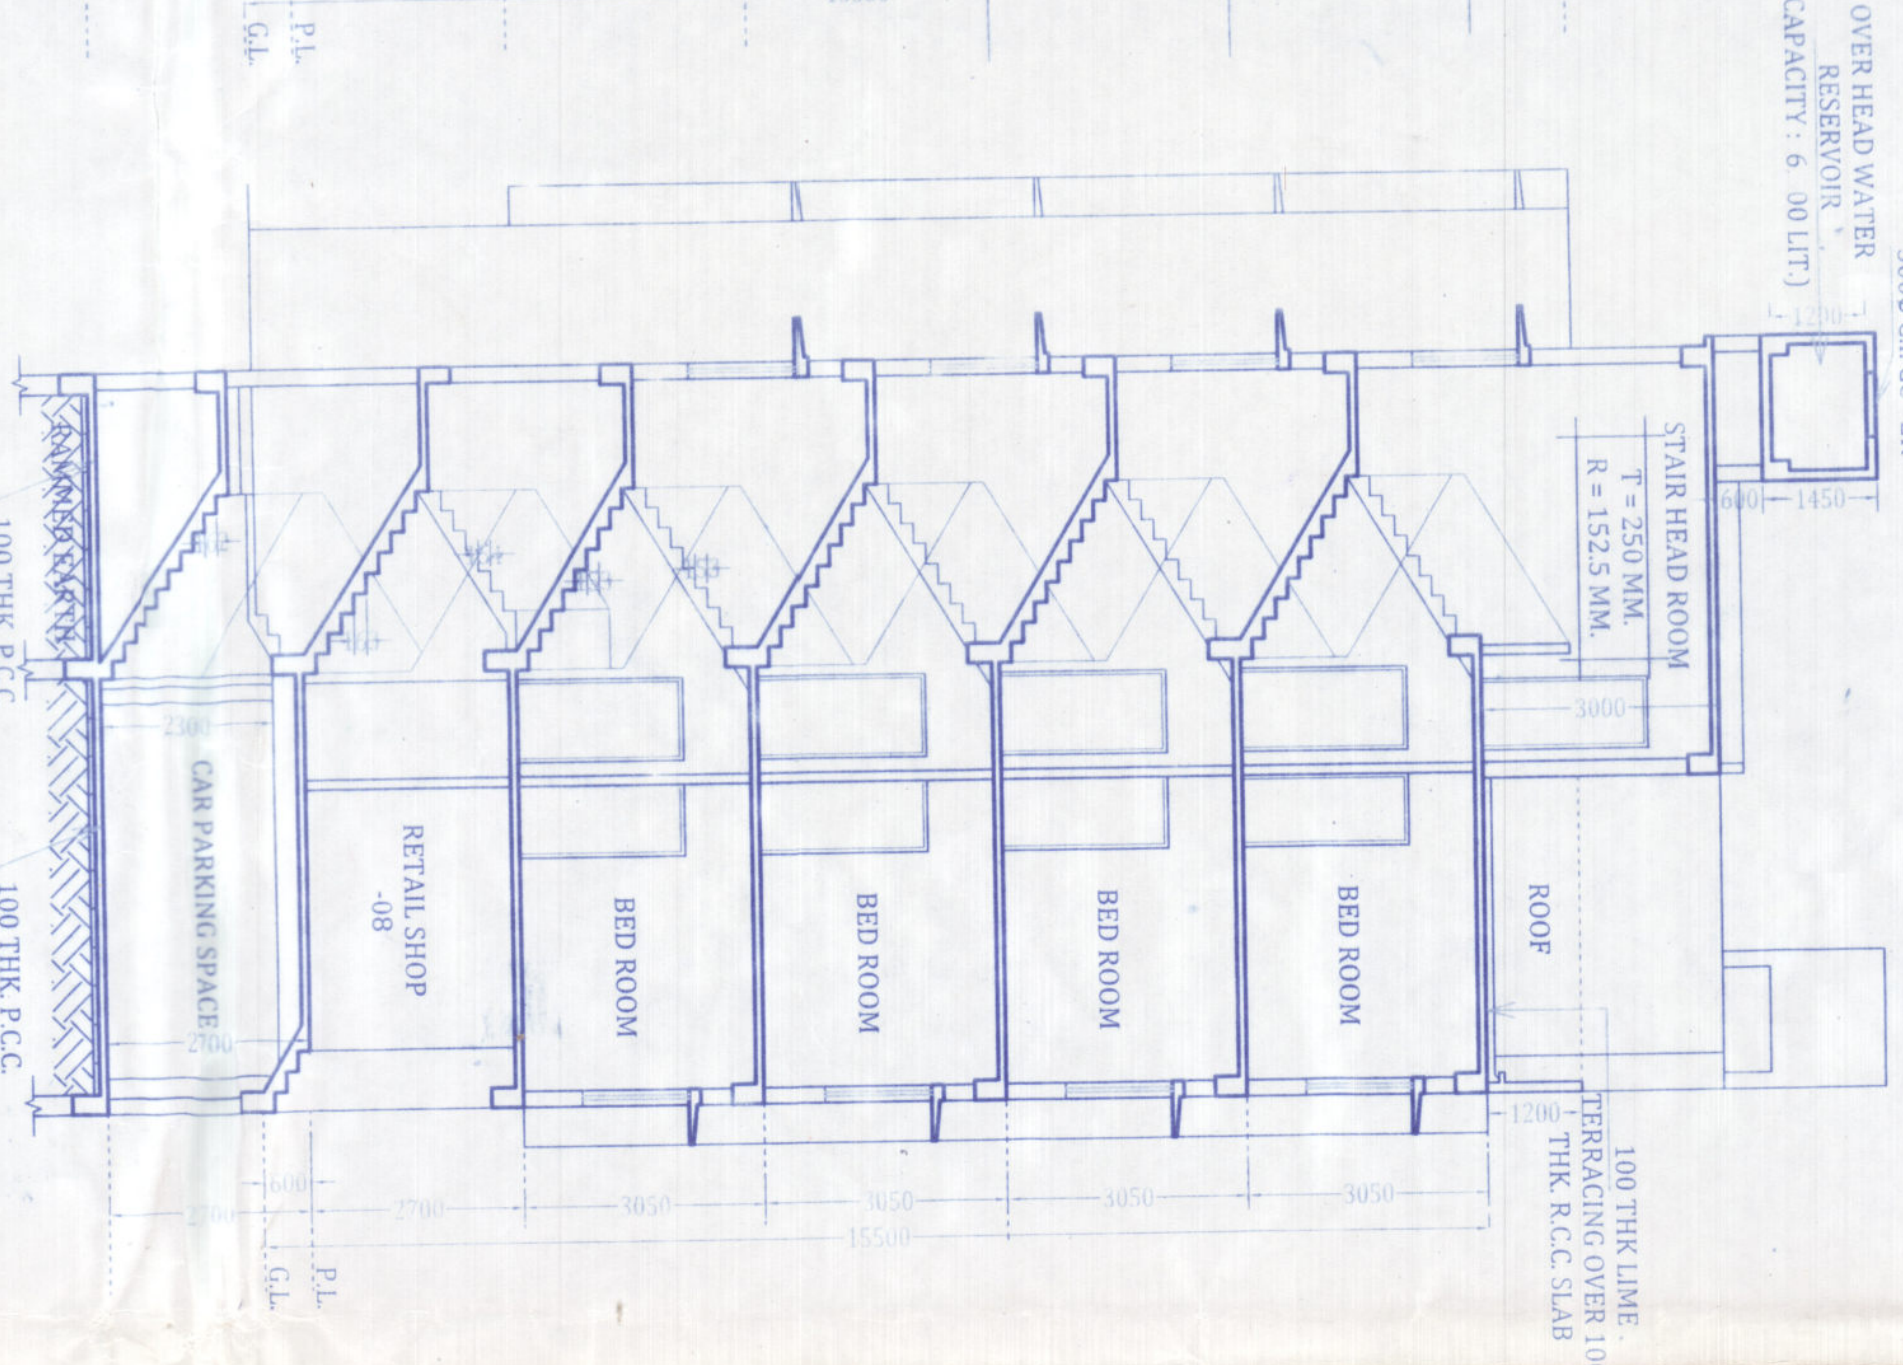 OVER HEAD WATER
RESERVOIR
CAPACITY : 6 00 LIT.)
1200
600
1450
STAIR HEAD ROOM
T = 250 MM.
R = 152.5 MM.
3000
ROOF
1200
100 THK LIME
TERRACING OVER 10
THK. R.C.C. SLAB
BED ROOM
3050
BED ROOM
3050
BED ROOM
3050
BED ROOM
3050
15500
RETAIL SHOP
-08
2700
P.L.
G.L.
P.L.
G.L.
600
2300
CAR PARKING SPACE
2700
2700
RAMMED EARTH
100 THK. P.C.C
100 THK. P.C.C.